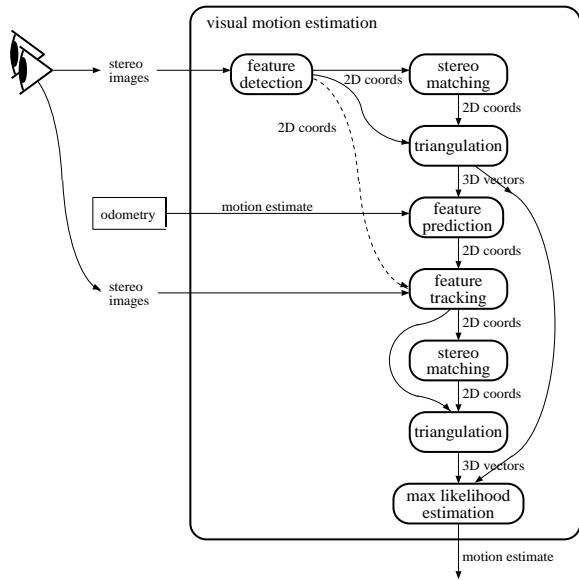 visual motion estimation
stereo
images
feature
detection
2D coords
stereo
matching
2D coords
2D coords
triangulation
3D vectors
odometry
motion estimate
feature
prediction
2D coords
stereo
images
feature
tracking
2D coords
stereo
matching
2D coords
triangulation
3D vectors
max likelihood
estimation
motion estimate